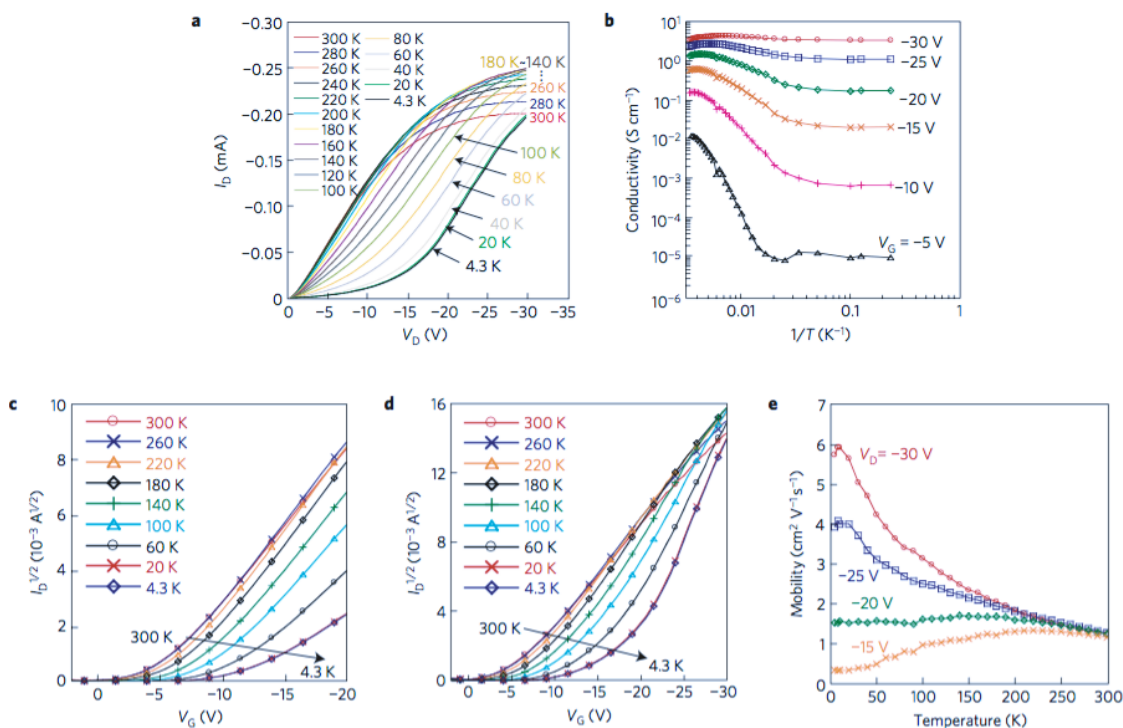 a
I_D (mA)
−0.30
−0.25
−0.20
−0.15
−0.10
−0.05
0
300 K
280 K
260 K
240 K
220 K
200 K
180 K
160 K
140 K
120 K
100 K
80 K
60 K
40 K
20 K
4.3 K
180 K−140 K
260 K
280 K
300 K
100 K
80 K
60 K
40 K
20 K
4.3 K
0 −5 −10 −15 −20 −25 −30 −35
V_D (V)
b
Conductivity (S cm⁻¹)
10¹
10⁰
10⁻¹
10⁻²
10⁻³
10⁻⁴
10⁻⁵
10⁻⁶
−30 V
−25 V
−20 V
−15 V
−10 V
V_G = −5 V
0.01 0.1 1
1/T (K⁻¹)
c
I_D^1/2 (10⁻³ A^1/2)
10
8
6
4
2
0
300 K
260 K
220 K
180 K
140 K
100 K
60 K
20 K
4.3 K
300 K
4.3 K
0 −5 −10 −15 −20
V_G (V)
d
I_D^1/2 (10⁻³ A^1/2)
16
12
8
4
0
300 K
260 K
220 K
180 K
140 K
100 K
60 K
20 K
4.3 K
300 K
4.3 K
0 −5 −10 −15 −20 −25 −30
V_G (V)
e
Mobility (cm² V⁻¹ s⁻¹)
7
6
5
4
3
2
1
0
V_D = −30 V
−25 V
−20 V
−15 V
0 50 100 150 200 250 300
Temperature (K)